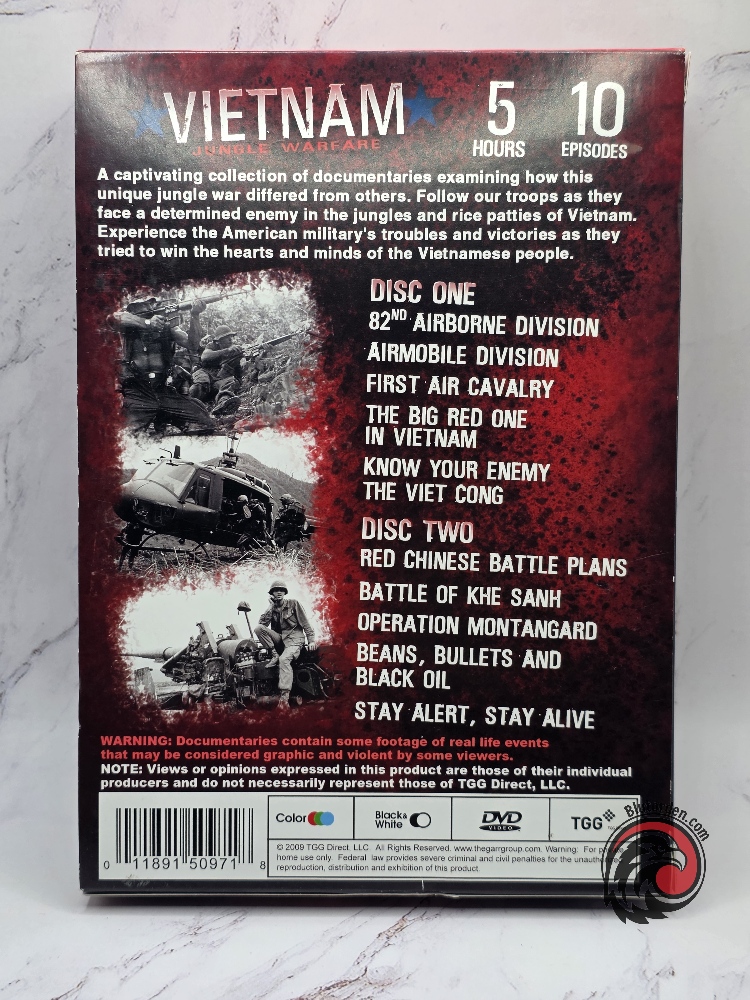 VIETNAM
JUNGLE WARFARE
5
HOURS
10
EPISODES
A captivating collection of documentaries examining how this
unique jungle war differed from others. Follow our troops as they
face a determined enemy in the jungles and rice patties of Vietnam.
Experience the American military's troubles and victories as they
tried to win the hearts and minds of the Vietnamese people.
DISC ONE
82ND AIRBORNE DIVISION
AIRMOBILE DIVISION
FIRST AIR CAVALRY
THE BIG RED ONE
IN VIETNAM
KNOW YOUR ENEMY
THE VIET CONG
DISC TWO
RED CHINESE BATTLE PLANS
BATTLE OF KHE SANH
OPERATION MONTANGARD
BEANS, BULLETS AND
BLACK OIL
STAY ALERT, STAY ALIVE
WARNING: Documentaries contain some footage of real life events
that may be considered graphic and violent by some viewers.
NOTE: Views or opinions expressed in this product are those of their individual
producers and do not necessarily represent those of TGG Direct, LLC.
Color
Black &
White
DVD
VIDEO
TGG
0 11891 50971 8
© 2009 TGG Direct. LLC. All Rights Reserved. www.thegarrgroup.com. Warning: For
home use only. Federal law provides severe criminal and civil penalties for the
reproduction, distribution and exhibition of this product.